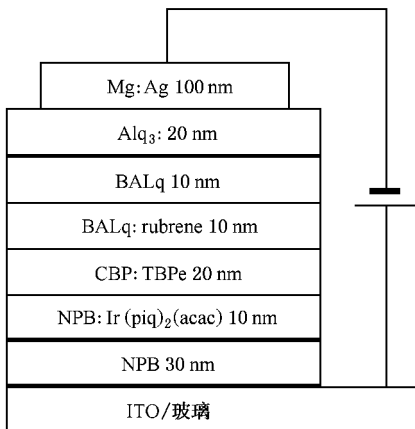 Mg: Ag 100 nm
Alq₃: 20 nm
BALq 10 nm
BALq: rubrene 10 nm
CBP: TBPe 20 nm
NPB: Ir (piq)₂(acac) 10 nm
NPB 30 nm
ITO/玻璃